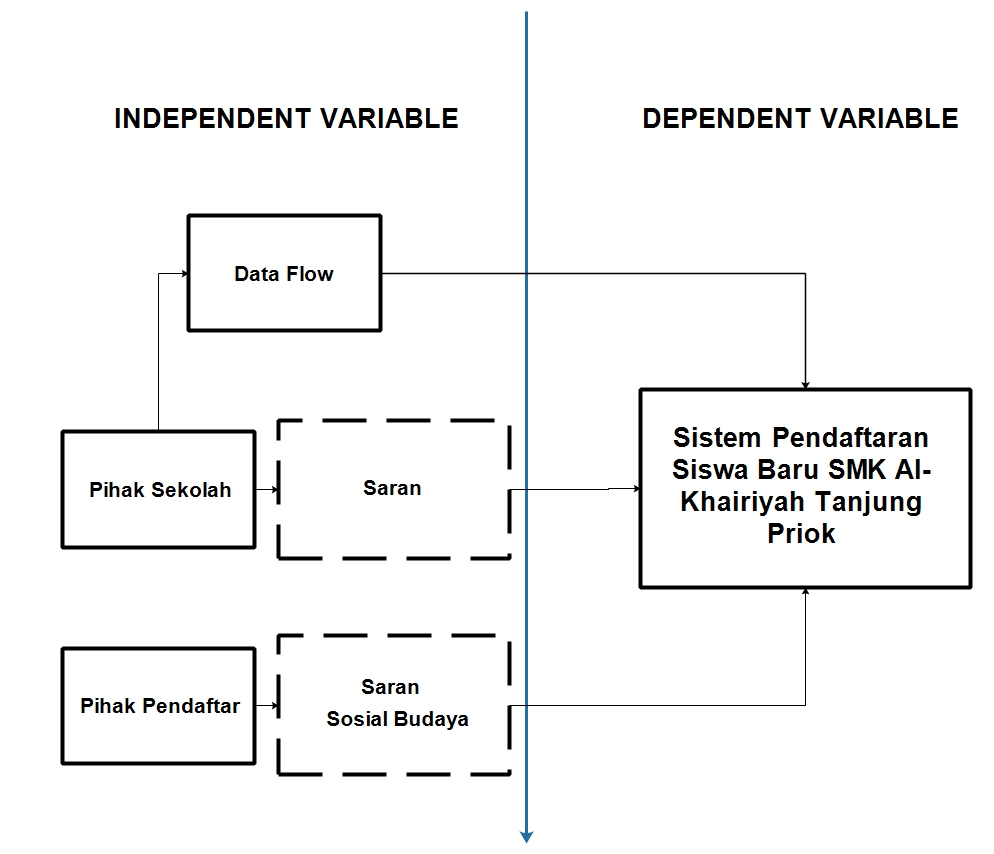 INDEPENDENT VARIABLE
DEPENDENT VARIABLE
Data Flow
Pihak Sekolah
Saran
Sistem Pendaftaran
Siswa Baru SMK Al-
Khairiyah Tanjung
Priok
Pihak Pendaftar
Saran
Sosial Budaya